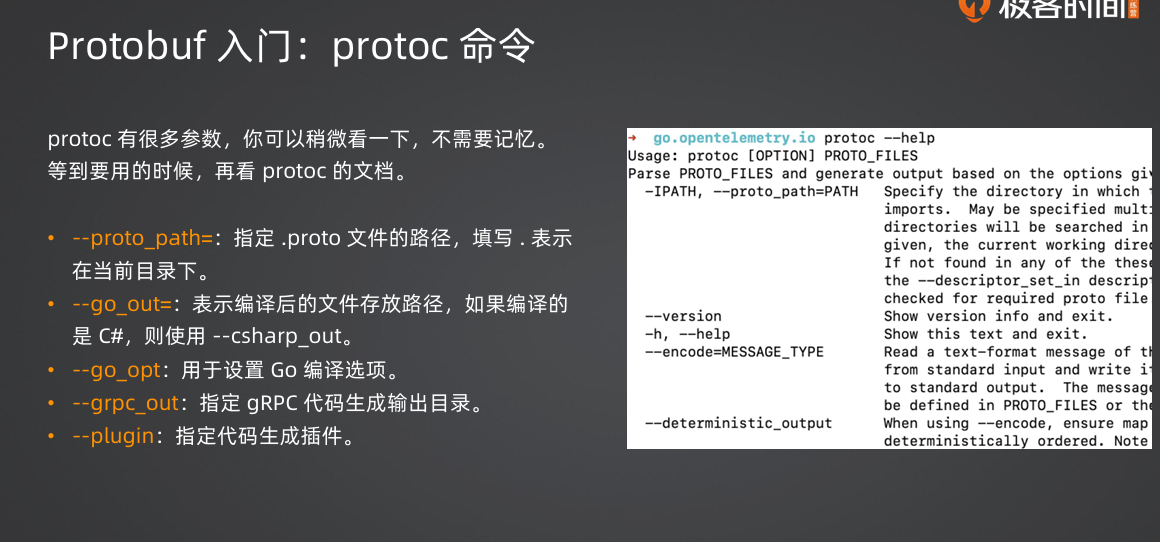 极客时间
Protobuf 入门：protoc 命令
protoc 有很多参数，你可以稍微看一下，不需要记忆。
等到要用的时候，再看 protoc 的文档。
• --proto_path=：指定 .proto 文件的路径，填写 . 表示
在当前目录下。
• --go_out=：表示编译后的文件存放路径，如果编译的
是 C#，则使用 --csharp_out。
• --go_opt：用于设置 Go 编译选项。
• --grpc_out：指定 gRPC 代码生成输出目录。
• --plugin：指定代码生成插件。
➜ go.opentelemetry.io protoc --help
Usage: protoc [OPTION] PROTO_FILES
Parse PROTO_FILES and generate output based on the options
-IPATH, --proto_path=PATH Specify the directory in which
imports. May be specified
directories will be searched in
given, the current working
If not found in any of the
the --descriptor_set_in
checked for required proto file
--version Show version info and exit.
-h, --help Show this text and exit.
--encode=MESSAGE_TYPE Read a text-format message of
from standard input and write
to standard output. The message
be defined in PROTO_FILES or
--deterministic_output When using --encode, ensure map
deterministically ordered. Note